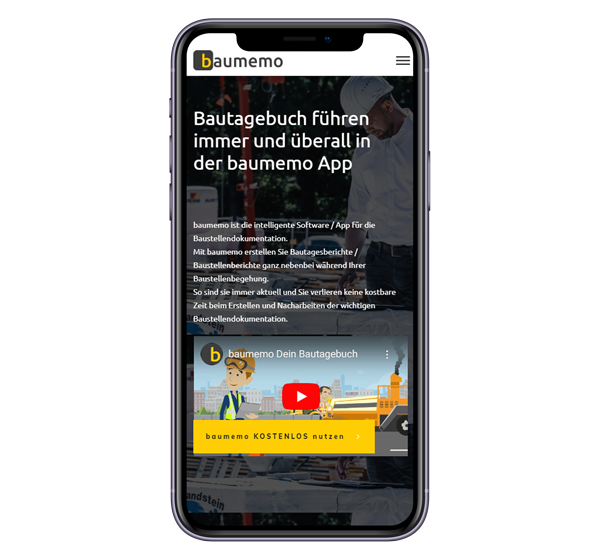 baumemo
Bautagebuch führen
immer und überall in
der baumemo App
baumemo ist die intelligente Software / App für die
Baustellendokumentation.
Mit baumemo erstellen Sie Bautagesberichte /
Baustellenberichte ganz nebenbei während Ihrer
Baustellenbegehung.
So sind sie immer aktuell und Sie verlieren keine kostbare
Zeit beim Erstellen und Nacharbeiten der wichtigen
Baustellendokumentation.
b baumemo Dein Bautagebuch
baumemo KOSTENLOS nutzen
andstein